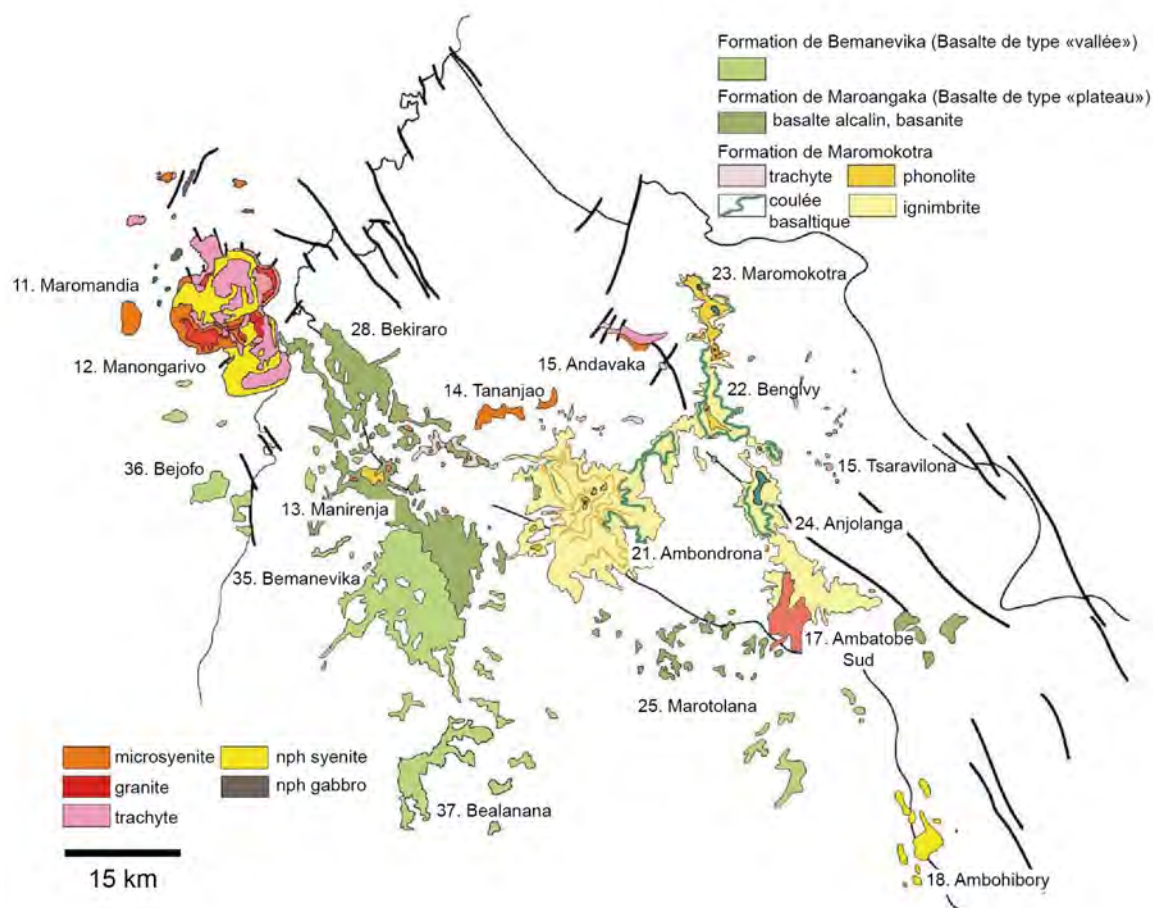 Formation de Bemanevika (Basalte de type «vallée»)
Formation de Maroangaka (Basalte de type «plateau»)
basalte alcalin, basanite
Formation de Maromokotra
trachyte
phonolite
coulée
basaltique
ignimbrite
11. Maromandia
12. Manongarivo
28. Bekiraro
23. Maromokotra
15. Andavaka
22. Bengivy
14. Tananjao
36. Bejofo
13. Manirenja
15. Tsaravilona
24. Anjolanga
21. Ambondrona
35. Bemanevika
17. Ambatobe
Sud
25. Marotolana
37. Bealanana
18. Ambohibory
microsyenite
nph syenite
granite
nph gabbro
trachyte
15 km